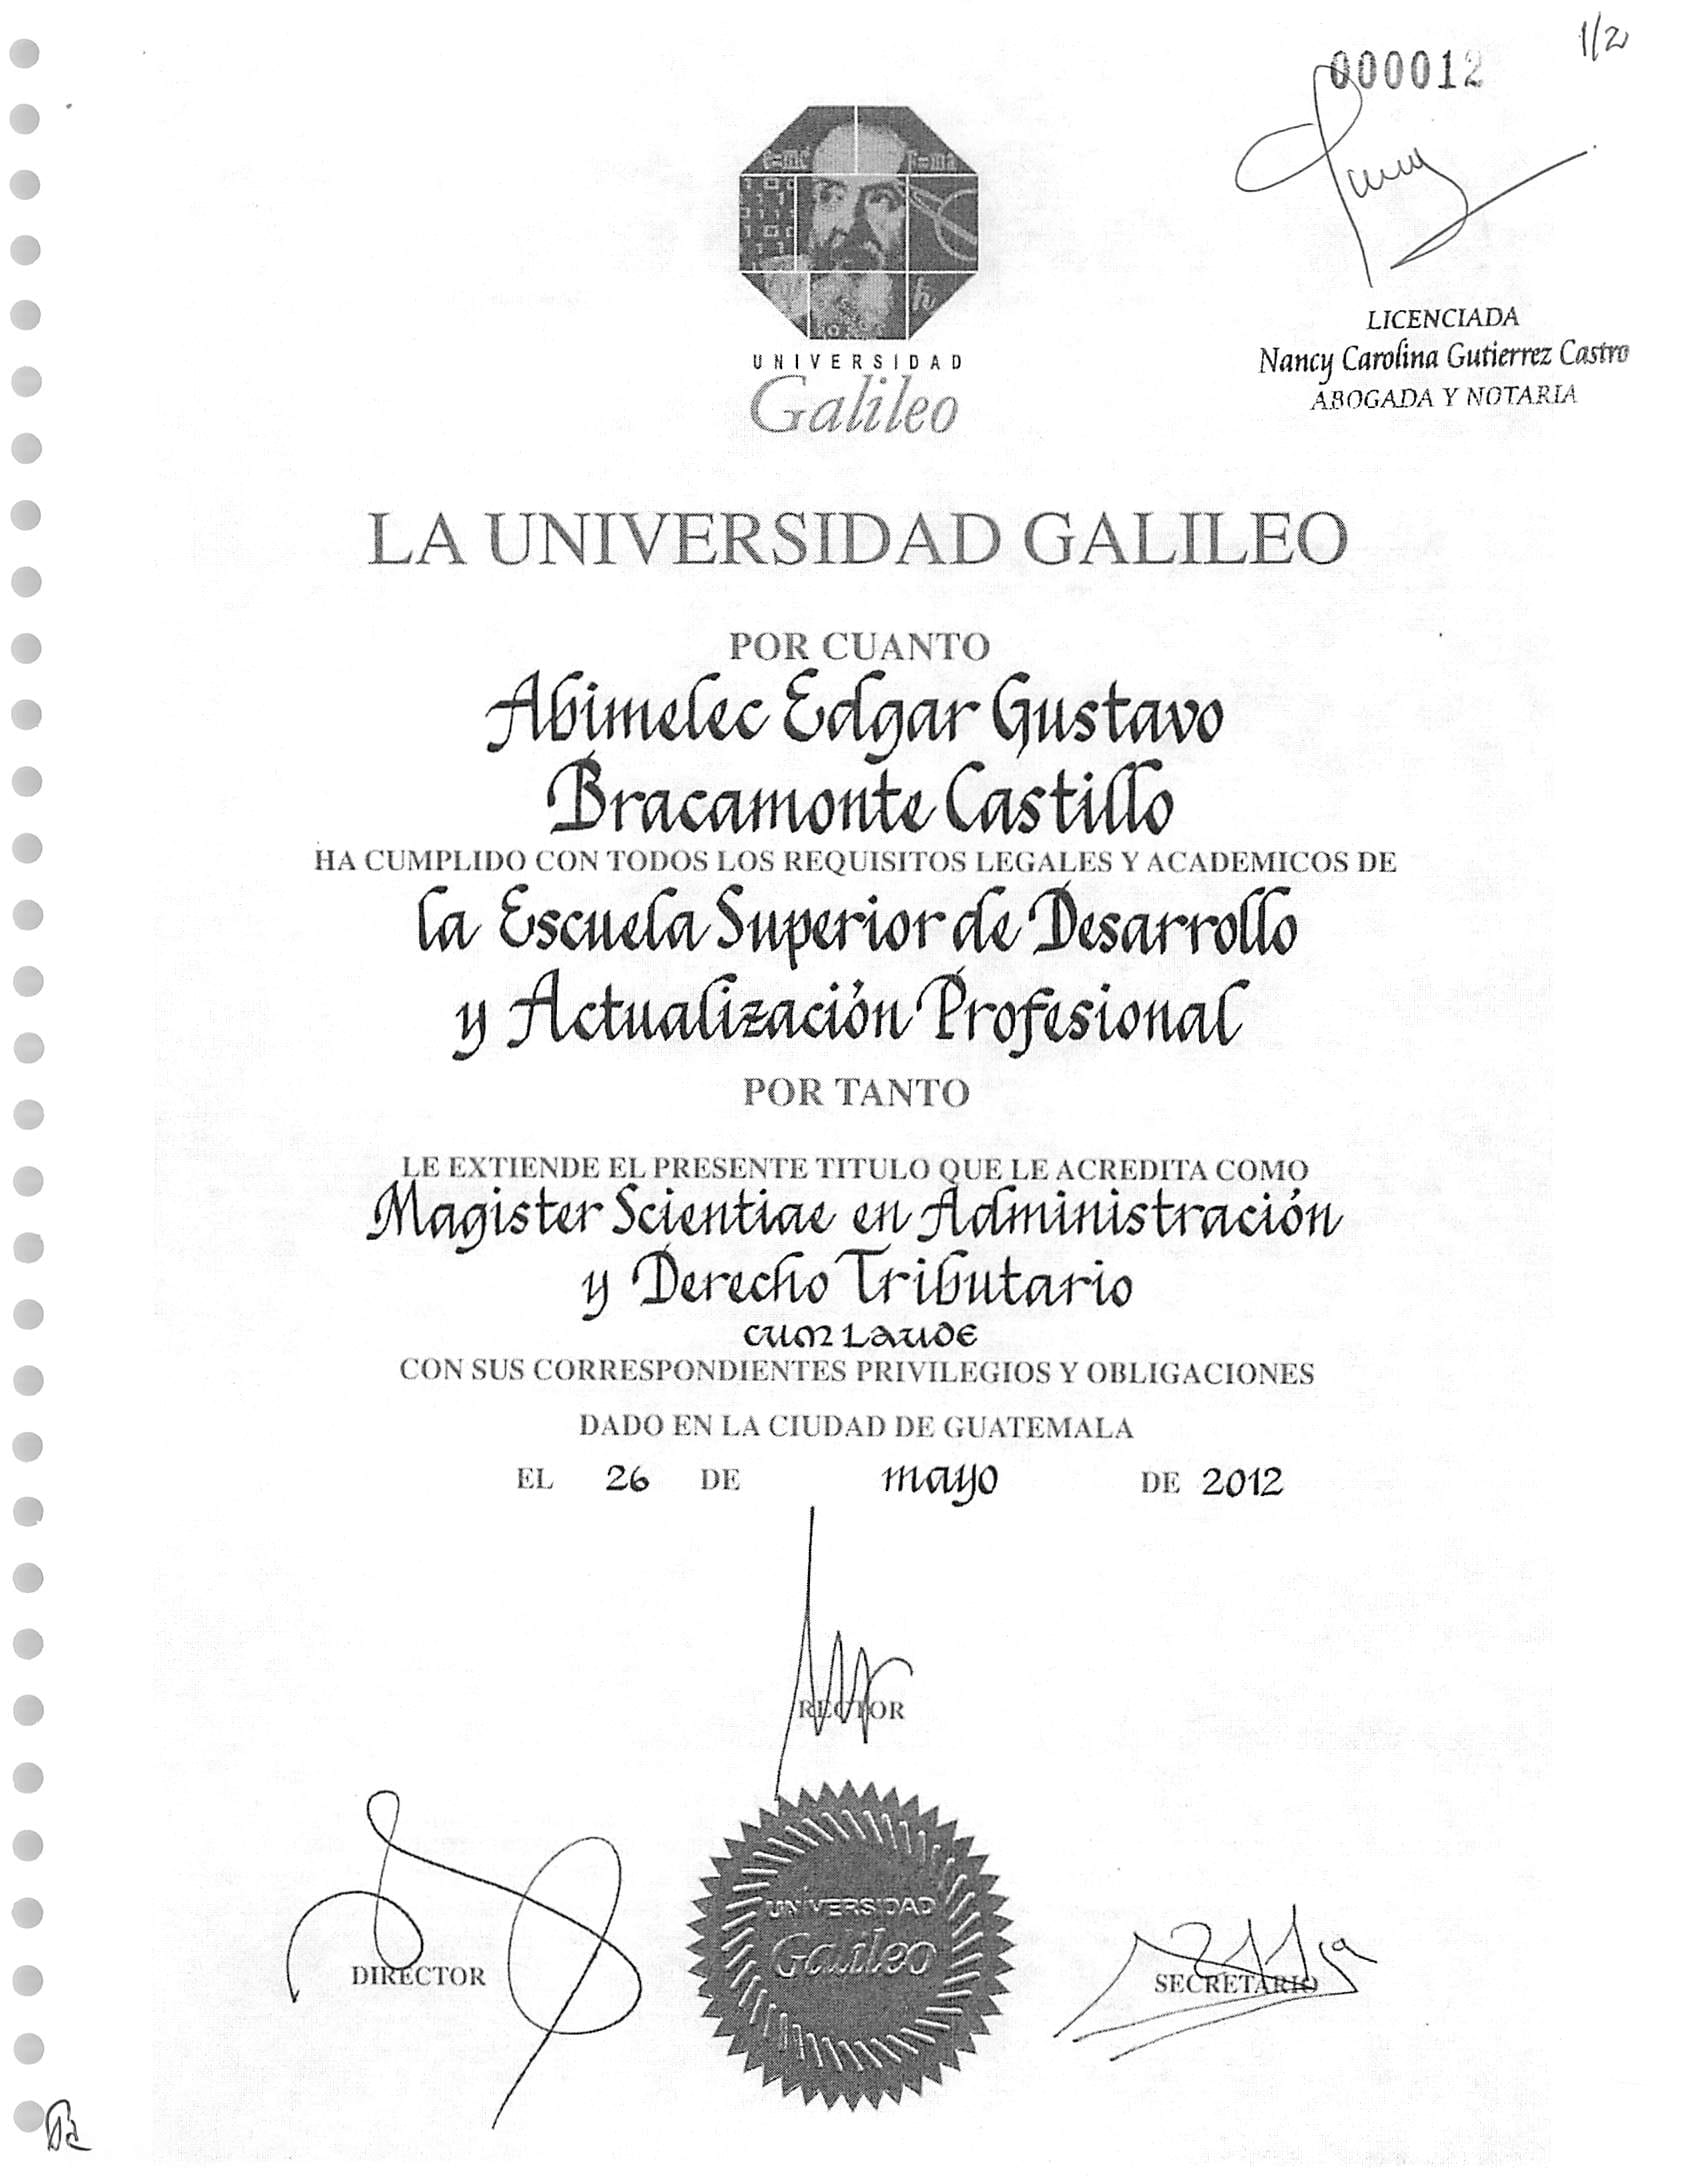 1/2
000012
e=mc² F=ma
h
UNIVERSIDAD
Galileo
LICENCIADA
Nancy Carolina Gutierrez Castro
ABOGADA Y NOTARIA
LA UNIVERSIDAD GALILEO
POR CUANTO
Abimelec Edgar Gustavo
Bracamonte Castillo
HA CUMPLIDO CON TODOS LOS REQUISITOS LEGALES Y ACADEMICOS DE
la Escuela Superior de Desarrollo
y Actualización Profesional
POR TANTO
LE EXTIENDE EL PRESENTE TITULO QUE LE ACREDITA COMO
Magister Scientiae en Administración
y Derecho Tributario
CUM LAUDE
CON SUS CORRESPONDIENTES PRIVILEGIOS Y OBLIGACIONES
DADO EN LA CIUDAD DE GUATEMALA
EL 26 DE mayo DE 2012
RECTOR
UNIVERSIDAD
Galileo
DIRECTOR
SECRETARIO